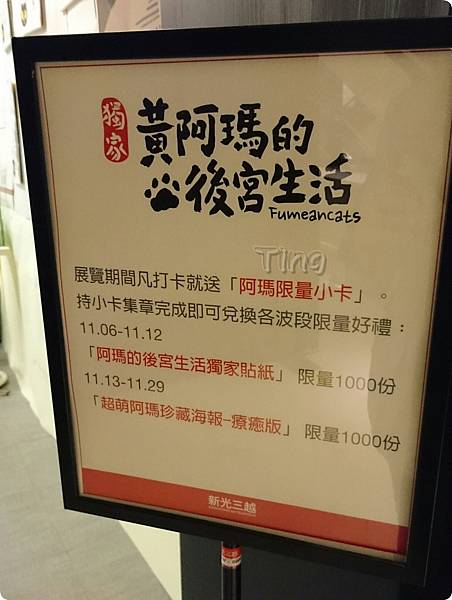 獨家
黃阿瑪的
後宮生活
Fumeancats
Ting
展覽期間凡打卡就送「阿瑪限量小卡」。
持小卡集章完成即可兌換各波段限量好禮：
11.06-11.12
「阿瑪的後宮生活獨家貼紙」 限量1000份
11.13-11.29
「超萌阿瑪珍藏海報-療癒版」 限量1000份
新光三越